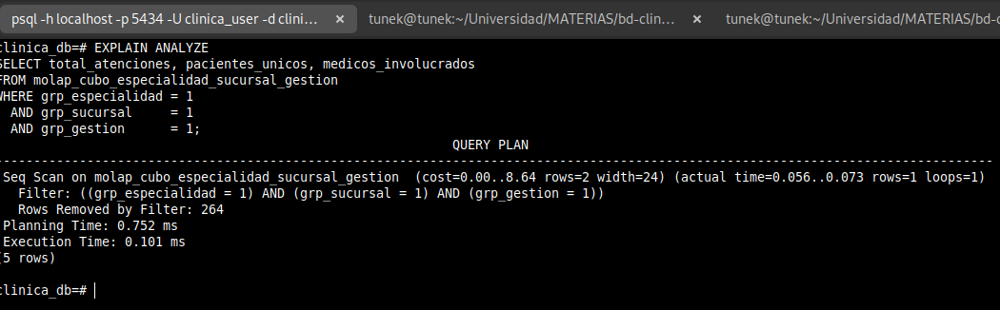 psql -h localhost -p 5434 -U clinica_user -d clini... × tunek@tunek:~/Universidad/MATERIAS/bd-clin... × tunek@tunek:~/Universidad/MATERIAS/bd-c
clinica_db=# EXPLAIN ANALYZE
SELECT total_atenciones, pacientes_unicos, medicos_involucrados
FROM molap_cubo_especialidad_sucursal_gestion
WHERE grp_especialidad = 1
  AND grp_sucursal     = 1
  AND grp_gestion      = 1;
QUERY PLAN
--------------------------------------------------------------------------------------------------------------------------------
 Seq Scan on molap_cubo_especialidad_sucursal_gestion  (cost=0.00..8.64 rows=2 width=24) (actual time=0.056..0.073 rows=1 loops=1)
   Filter: ((grp_especialidad = 1) AND (grp_sucursal = 1) AND (grp_gestion = 1))
   Rows Removed by Filter: 264
 Planning Time: 0.752 ms
 Execution Time: 0.101 ms
(5 rows)
clinica_db=#